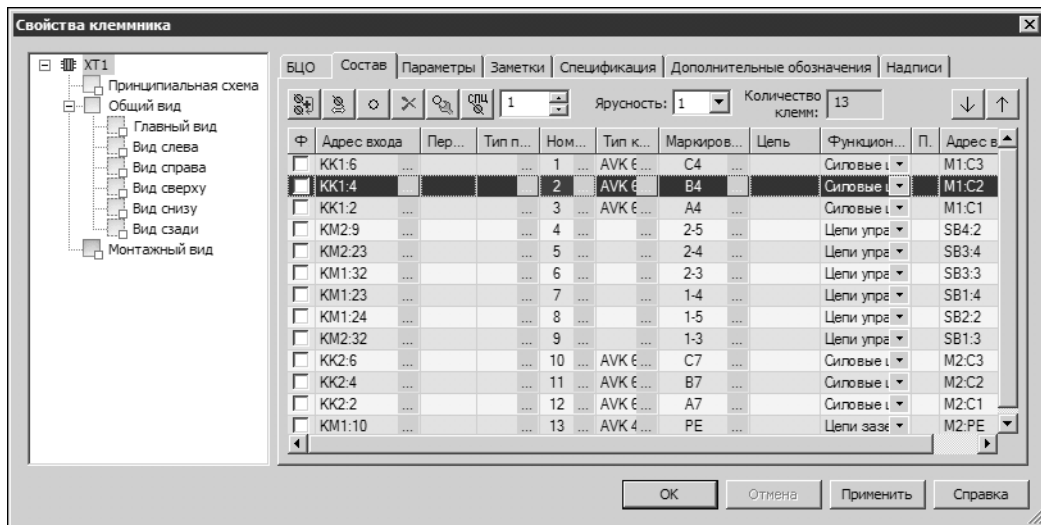 Свойства клеммника
XT1
Принципиальная схема
Общий вид
Главный вид
Вид слева
Вид справа
Вид сверху
Вид снизу
Вид сзади
Монтажный вид
БЦО Состав Параметры Заметки Спецификация Дополнительные обозначения Надписи
СПЦ 1 Ярусность: 1 Количество клемм: 13
Ф Адрес входа Пер... Тип п... Ном... Тип к... Маркиров... Цепь Функцион... П. Адрес в
KK1:6 ... ... 1 ... AVK 6... C4 ... Силовые ц M1:C3
KK1:4 ... ... 2 ... AVK 6... B4 ... Силовые ц M1:C2
KK1:2 ... ... 3 ... AVK 6... A4 ... Силовые ц M1:C1
KM2:9 ... ... 4 ... ... 2-5 ... Цепи упра SB4:2
KM2:23 ... ... 5 ... ... 2-4 ... Цепи упра SB3:4
KM1:32 ... ... 6 ... ... 2-3 ... Цепи упра SB3:3
KM1:23 ... ... 7 ... ... 1-4 ... Цепи упра SB1:4
KM1:24 ... ... 8 ... ... 1-5 ... Цепи упра SB2:2
KM2:32 ... ... 9 ... ... 1-3 ... Цепи упра SB1:3
KK2:6 ... ... 10 ... AVK 6... C7 ... Силовые ц M2:C3
KK2:4 ... ... 11 ... AVK 6... B7 ... Силовые ц M2:C2
KK2:2 ... ... 12 ... AVK 6... A7 ... Силовые ц M2:C1
KM1:10 ... ... 13 ... AVK 4... PE ... Цепи зазе M2:PE
OK Отмена Применить Справка